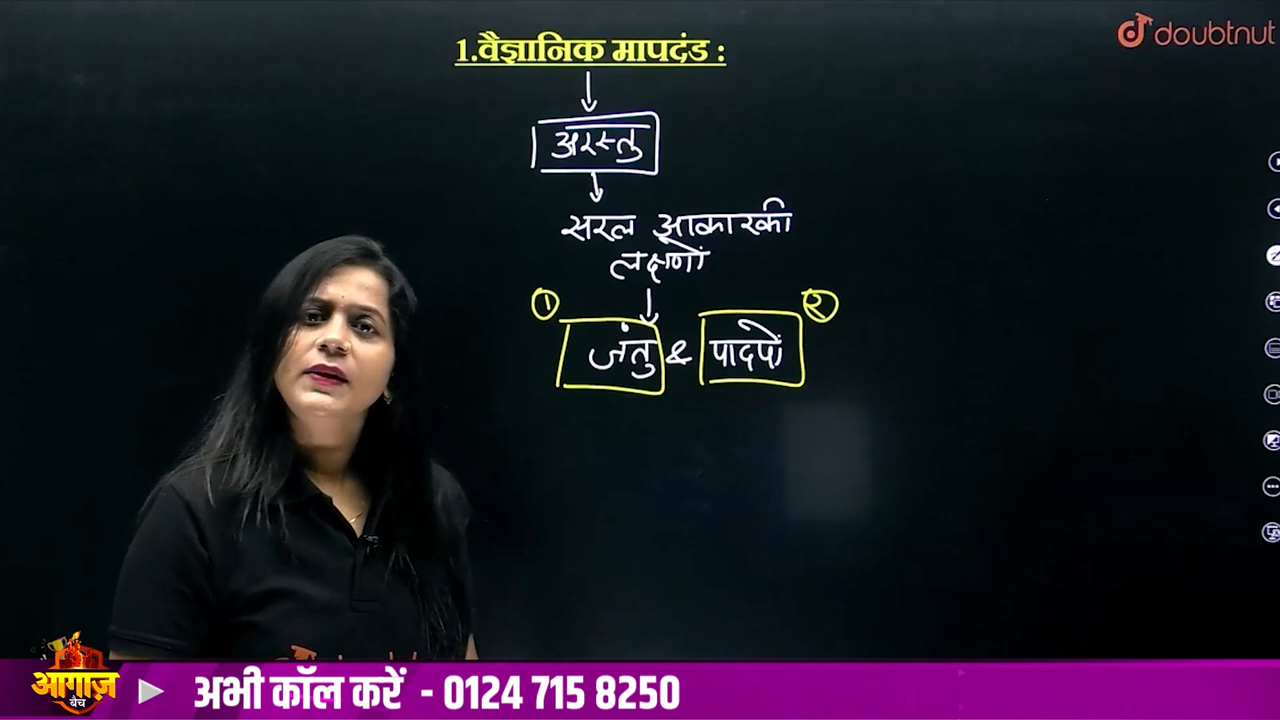 doubtnut
1.वैज्ञानिक मापदंड :
अरस्तु
सरल आकारकी
लक्षणों
① ②
जंतु & पादपों
आगाज़
बैच
अभी कॉल करें - 0124 715 8250